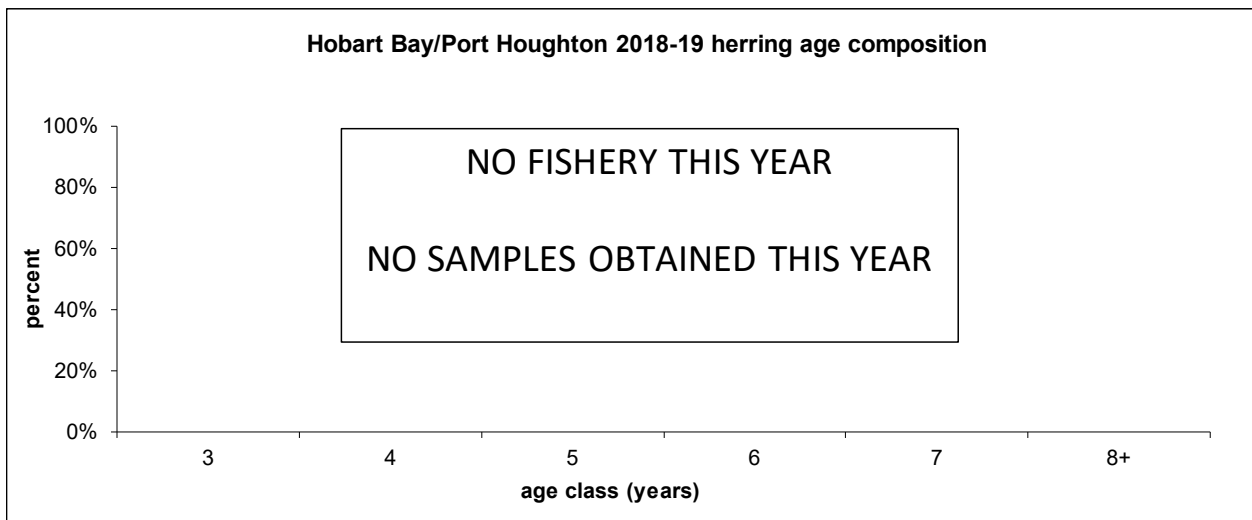 Hobart Bay/Port Houghton 2018-19 herring age composition
100%
80%
60%
40%
20%
0%
percent
NO FISHERY THIS YEAR
NO SAMPLES OBTAINED THIS YEAR
3 4 5 6 7 8+
age class (years)